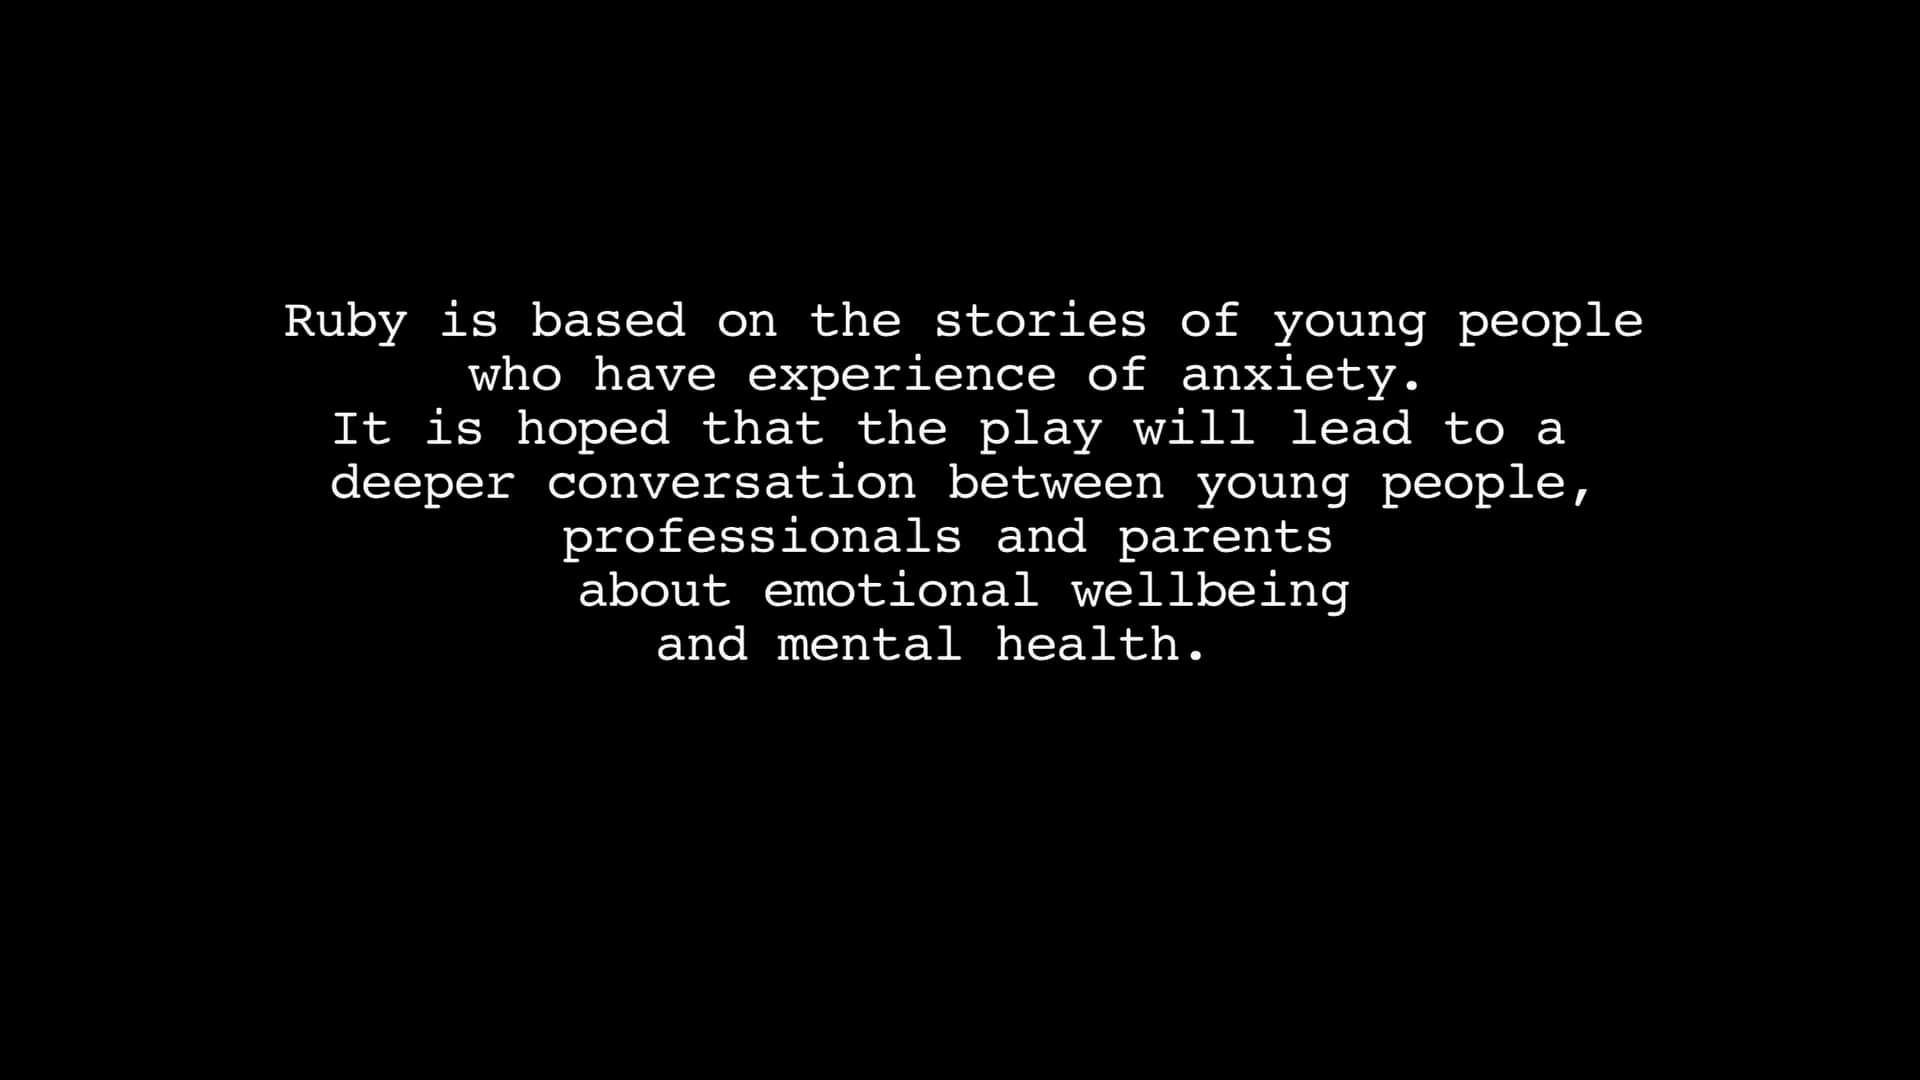 Ruby is based on the stories of young people
who have experience of anxiety.
It is hoped that the play will lead to a
deeper conversation between young people,
professionals and parents
about emotional wellbeing
and mental health.